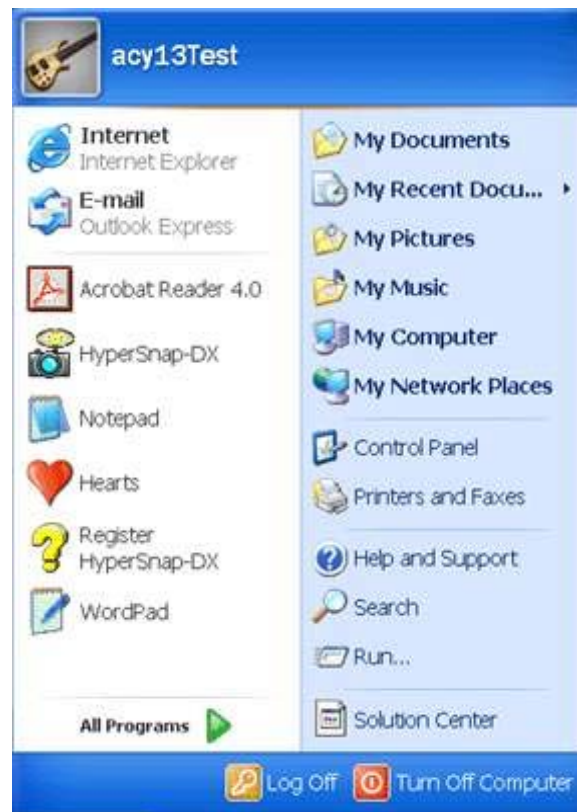 acy13Test
Internet
Internet Explorer
E-mail
Outlook Express
Acrobat Reader 4.0
HyperSnap-DX
Notepad
Hearts
Register
HyperSnap-DX
WordPad
All Programs
My Documents
My Recent Docu...
My Pictures
My Music
My Computer
My Network Places
Control Panel
Printers and Faxes
Help and Support
Search
Run...
Solution Center
Log Off
Turn Off Computer